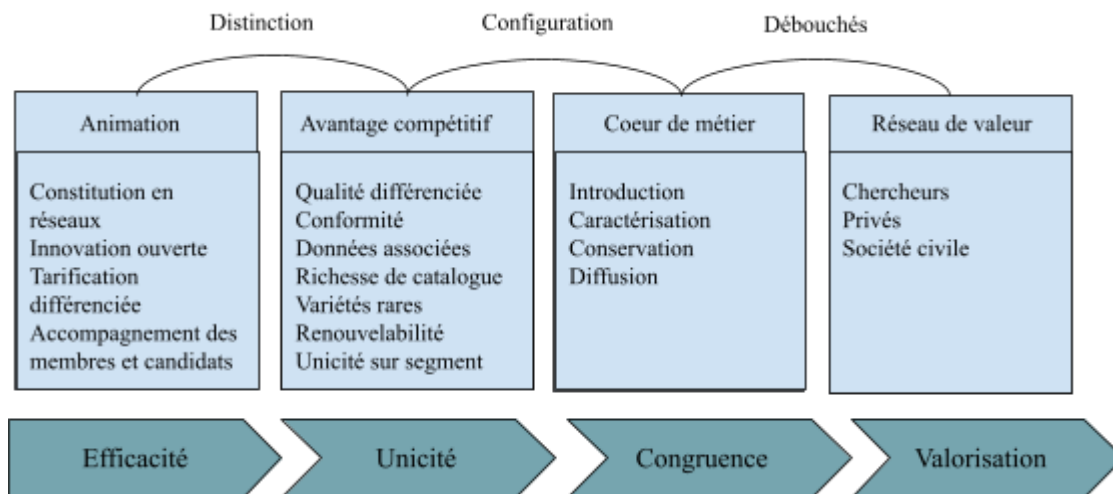 Distinction
Configuration
Débouchés
Animation
Avantage compétitif
Coeur de métier
Réseau de valeur
Constitution en
réseaux
Innovation ouverte
Tarification
différenciée
Accompagnement des
membres et candidats
Qualité différenciée
Conformité
Données associées
Richesse de catalogue
Variétés rares
Renouvelabilité
Unicité sur segment
Introduction
Caractérisation
Conservation
Diffusion
Chercheurs
Privés
Société civile
Efficacité
Unicité
Congruence
Valorisation